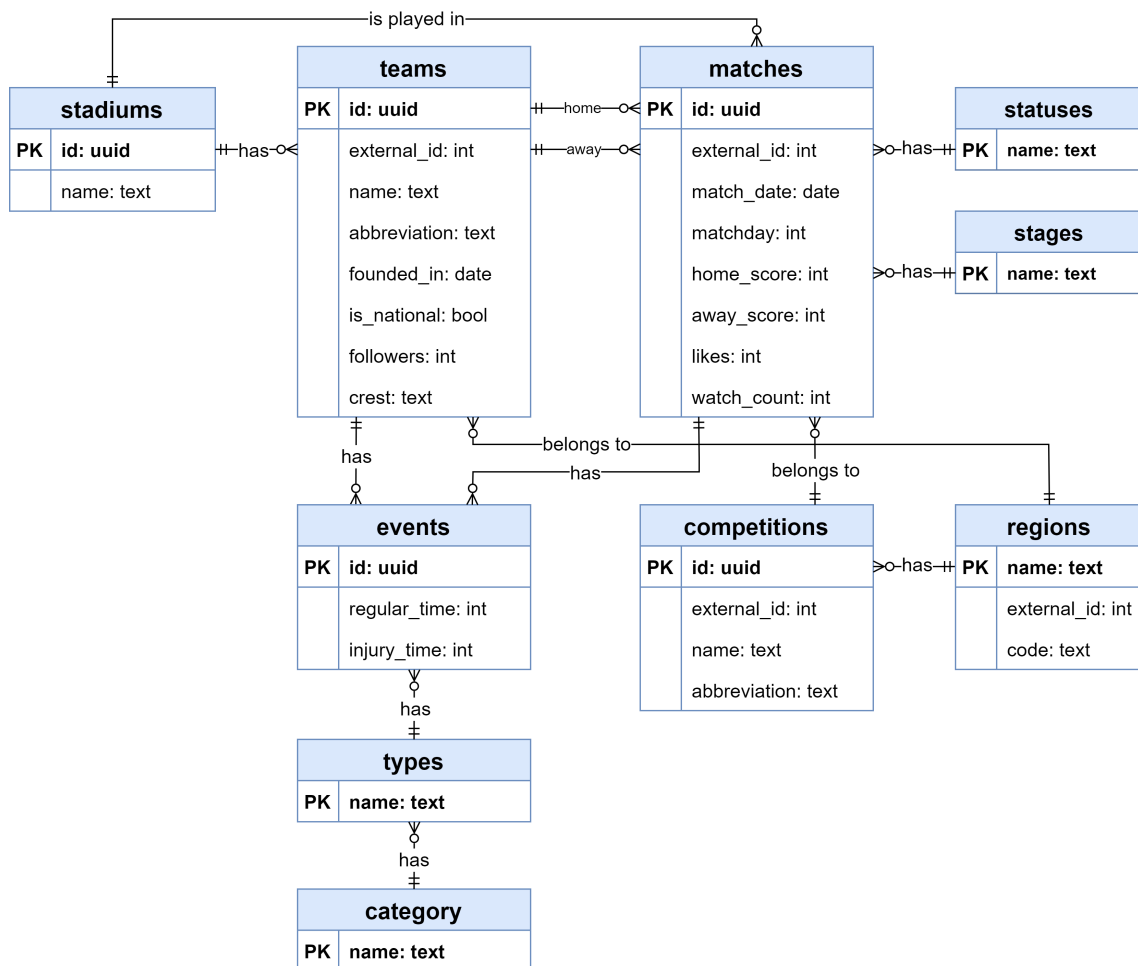 is played in
teams
PK id: uuid
external_id: int
name: text
abbreviation: text
founded_in: date
is_national: bool
followers: int
crest: text
matches
PK id: uuid
external_id: int
match_date: date
matchday: int
home_score: int
away_score: int
likes: int
watch_count: int
stadiums
PK id: uuid
name: text
has
home
away
has
statuses
PK name: text
has
stages
PK name: text
has
belongs to
has
belongs to
events
PK id: uuid
regular_time: int
injury_time: int
competitions
PK id: uuid
external_id: int
name: text
abbreviation: text
has
regions
PK name: text
external_id: int
code: text
has
types
PK name: text
has
category
PK name: text